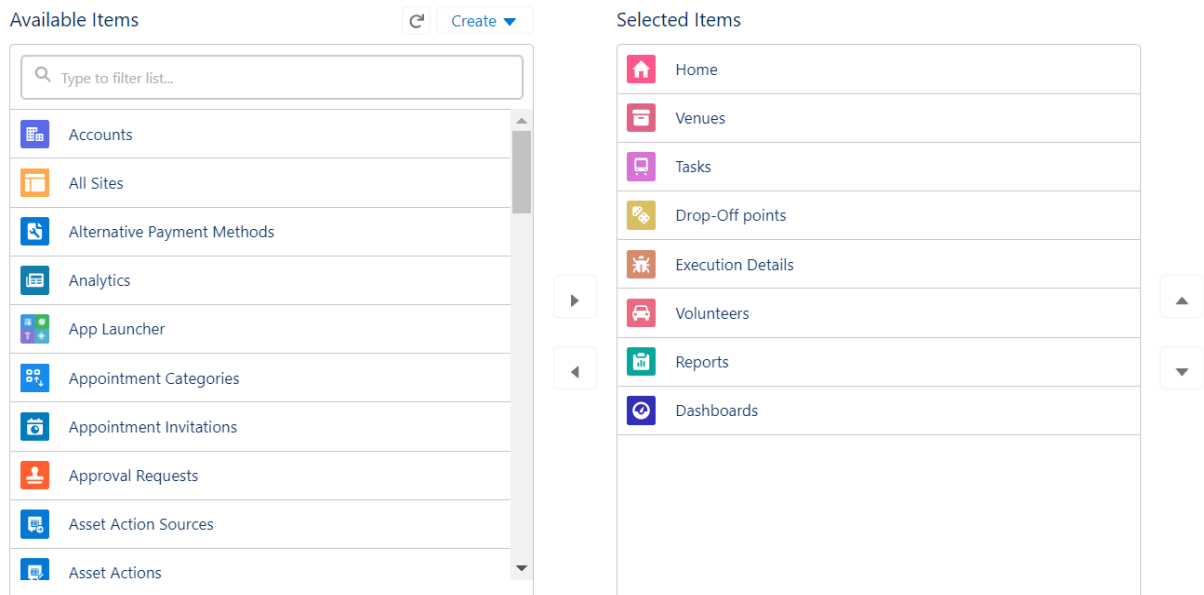 Available Items
Create
Type to filter list...
Accounts
All Sites
Alternative Payment Methods
Analytics
App Launcher
Appointment Categories
Appointment Invitations
Approval Requests
Asset Action Sources
Asset Actions
Selected Items
Home
Venues
Tasks
Drop-Off points
Execution Details
Volunteers
Reports
Dashboards